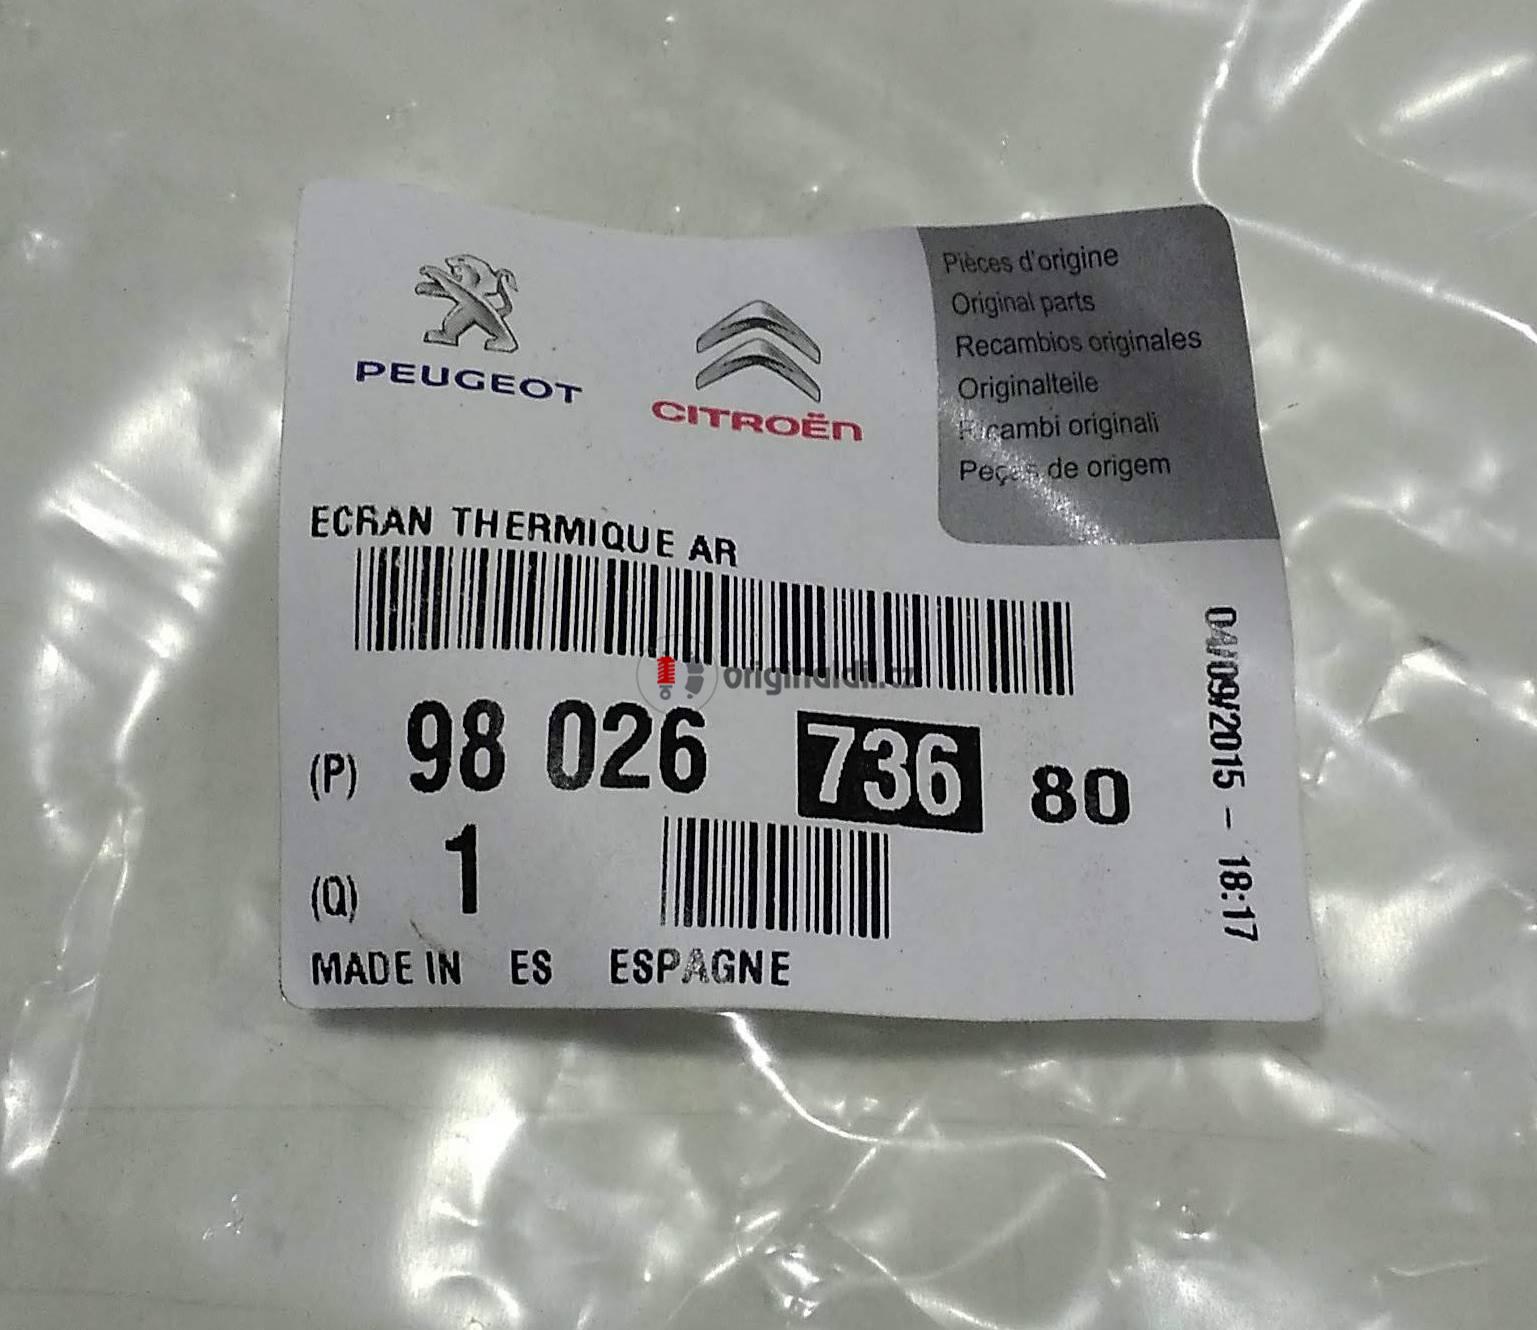 PEUGEOT
CITROËN
Pièces d'origine
Original parts
Recambios originales
Originalteile
Ricambi originali
Peças de origem
ECRAN THERMIQUE AR
originaldil.cz
(P) 98 026 736 80
(Q) 1
MADE IN ES ESPAGNE
04/09/2015 - 18:17